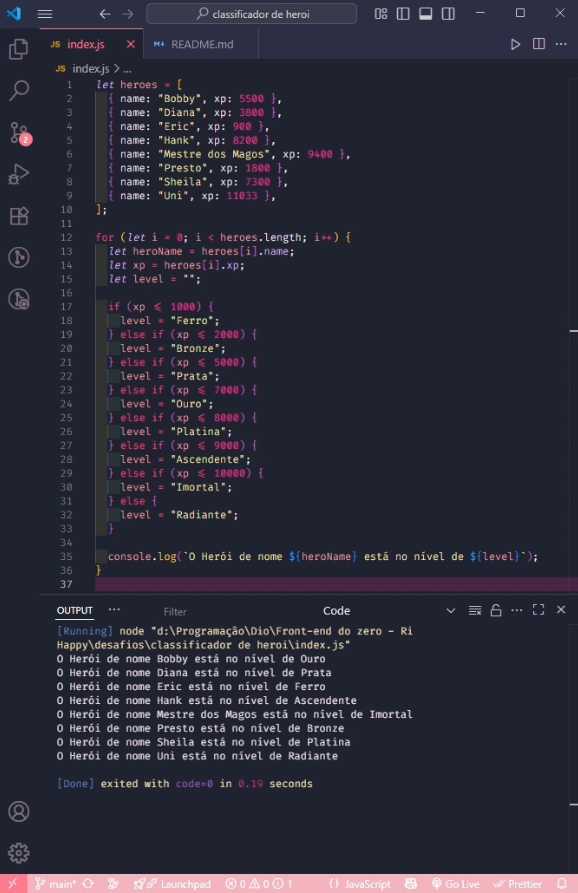 classificador de heroi
JS index.js
README.md
JS index.js > ...
1 let heroes = [
2 { name: "Bobby", xp: 5500 },
3 { name: "Diana", xp: 3800 },
4 { name: "Eric", xp: 900 },
5 { name: "Hank", xp: 8200 },
6 { name: "Mestre dos Magos", xp: 9400 },
7 { name: "Presto", xp: 1800 },
8 { name: "Sheila", xp: 7300 },
9 { name: "Uni", xp: 11033 },
10 ];
11
12 for (let i = 0; i < heroes.length; i++) {
13 let heroName = heroes[i].name;
14 let xp = heroes[i].xp;
15 let level = "";
16
17 if (xp <= 1000) {
18 level = "Ferro";
19 } else if (xp <= 2000) {
20 level = "Bronze";
21 } else if (xp <= 5000) {
22 level = "Prata";
23 } else if (xp <= 7000) {
24 level = "Ouro";
25 } else if (xp <= 8000) {
26 level = "Platina";
27 } else if (xp <= 9000) {
28 level = "Ascendente";
29 } else if (xp <= 10000) {
30 level = "Imortal";
31 } else {
32 level = "Radiante";
33 }
34
35 console.log(`O Herói de nome ${heroName} está no nível de ${level}`);
36 }
37
OUTPUT ... Filter Code
[Running] node "d:\Programação\Dio\Front-end do zero - Ri
Happy\desafios\classificador de heroi\index.js"
O Herói de nome Bobby está no nível de Ouro
O Herói de nome Diana está no nível de Prata
O Herói de nome Eric está no nível de Ferro
O Herói de nome Hank está no nível de Ascendente
O Herói de nome Mestre dos Magos está no nível de Imortal
O Herói de nome Presto está no nível de Bronze
O Herói de nome Sheila está no nível de Platina
O Herói de nome Uni está no nível de Radiante
[Done] exited with code=0 in 0.19 seconds
2
main* Launchpad 0 0 1 {} JavaScript Go Live Prettier